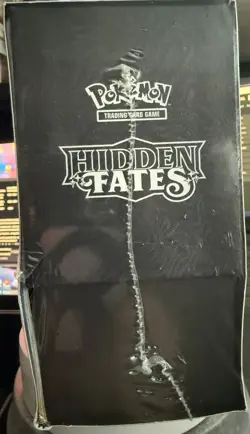 POKÉMON
TRADING CARD GAME
HIDDEN
FATES